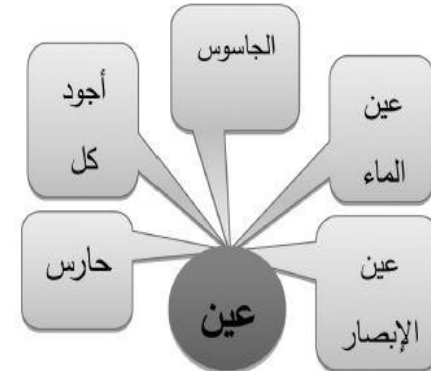 الجاسوس
عين
الماء
أجود
كل
عين
الإبصار
حارس
عين